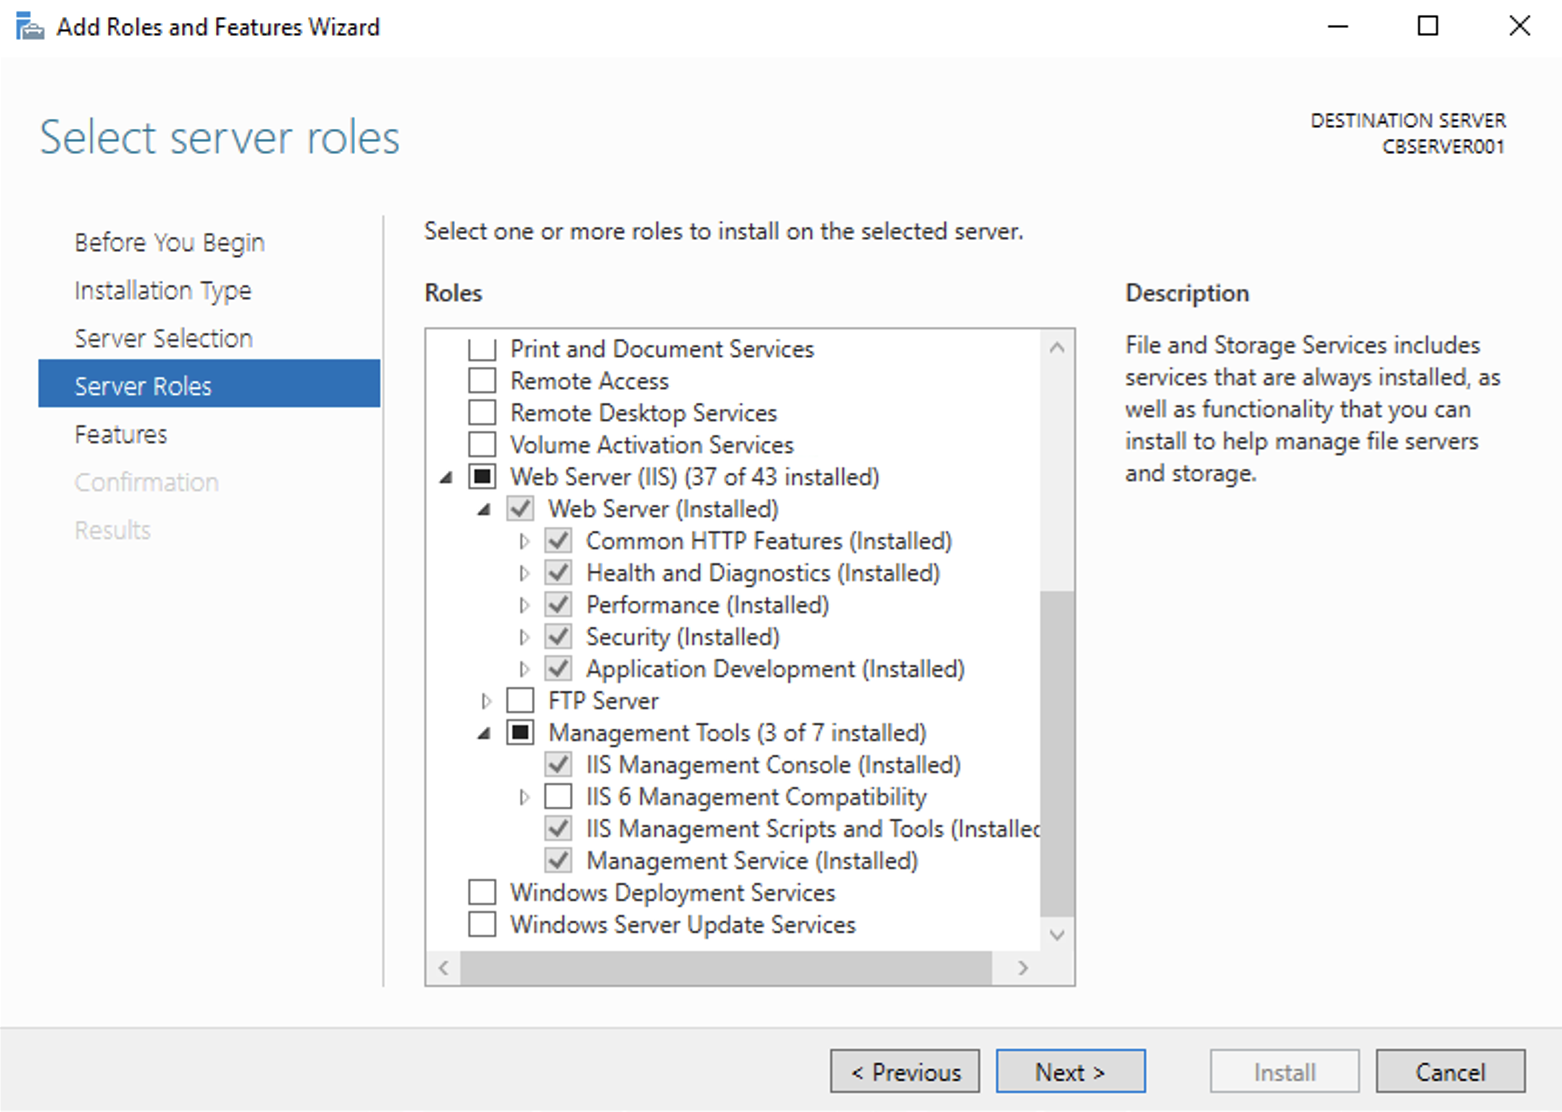 Add Roles and Features Wizard
Select server roles
DESTINATION SERVER
CBSERVER001
Before You Begin
Installation Type
Server Selection
Server Roles
Features
Confirmation
Results
Select one or more roles to install on the selected server.
Roles
Print and Document Services
Remote Access
Remote Desktop Services
Volume Activation Services
Web Server (IIS) (37 of 43 installed)
Web Server (Installed)
Common HTTP Features (Installed)
Health and Diagnostics (Installed)
Performance (Installed)
Security (Installed)
Application Development (Installed)
FTP Server
Management Tools (3 of 7 installed)
IIS Management Console (Installed)
IIS 6 Management Compatibility
IIS Management Scripts and Tools (Installed
Management Service (Installed)
Windows Deployment Services
Windows Server Update Services
Description
File and Storage Services includes
services that are always installed, as
well as functionality that you can
install to help manage file servers
and storage.
< Previous
Next >
Install
Cancel